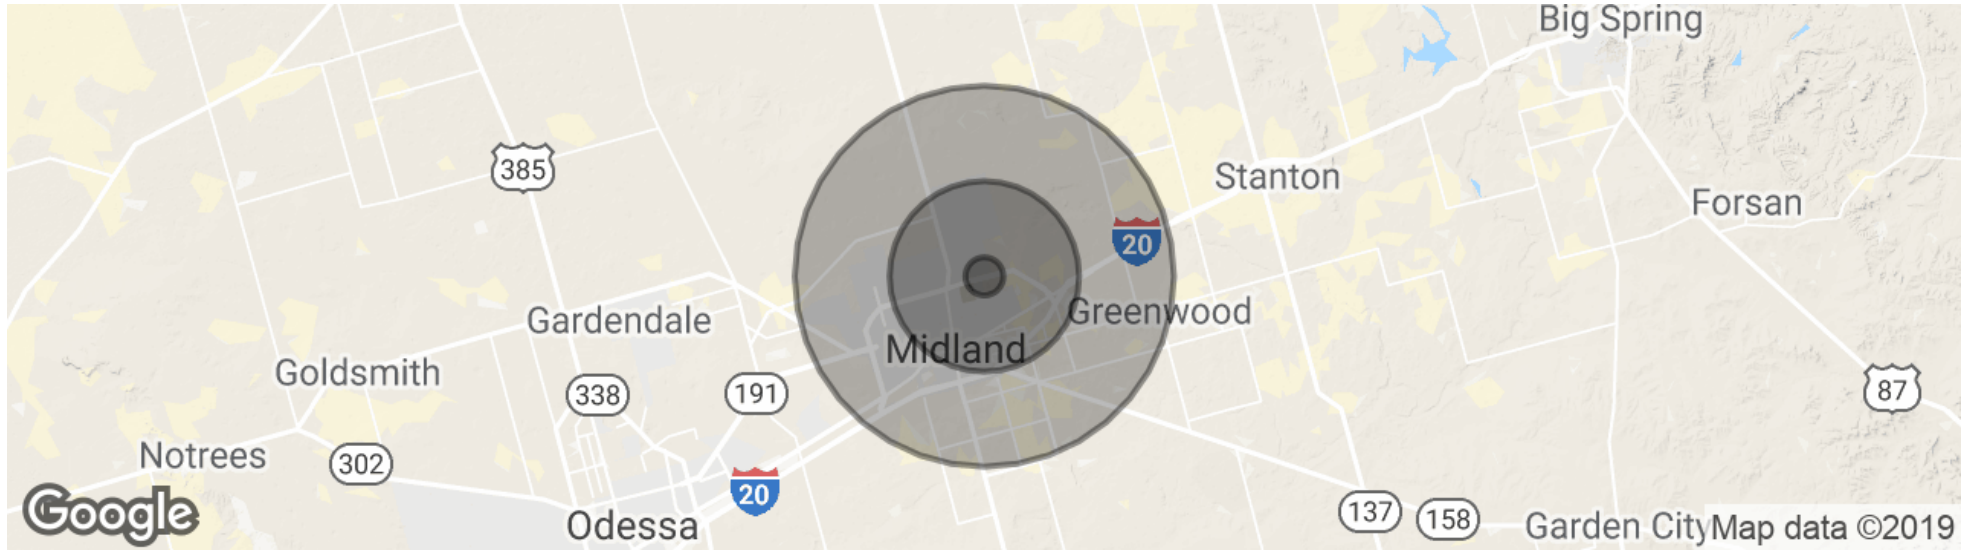 Big Spring
385
Stanton
Forsan
20
Greenwood
Gardendale
Midland
Goldsmith
338
191
87
Notrees
302
20
Google
Odessa
137
158
Garden City
Map data ©2019